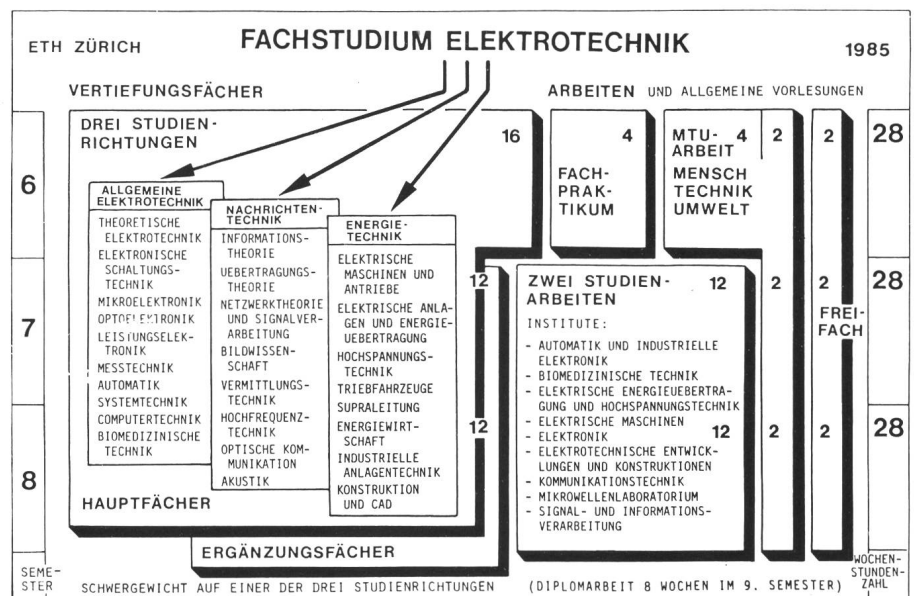 ETH ZÜRICH
FACHSTUDIUM ELEKTROTECHNIK
1985
VERTIEFUNGSFÄCHER
ARBEITEN UND ALLGEMEINE VORLESUNGEN
DREI STUDIEN-
RICHTUNGEN
16
4
FACH-
PRAK-
TIKUM
MTU- 4
ARBEIT
MENSCH
TECHNIK
UMWELT
2
2
28
6
ALLGEMEINE
ELEKTROTECHNIK
THEORETISCHE
ELEKTROTECHNIK
ELEKTRONISCHE
SCHALTUNGS-
TECHNIK
MIKROELEKTRONIK
OPTOELEKTRONIK
LEISTUNGSELEK-
TRONIK
MESSTECHNIK
AUTOMATIK
SYSTEMTECHNIK
COMPUTERTECHNIK
BIOMEDIZINISCHE
TECHNIK
NACHRICHTEN-
TECHNIK
INFORMATIONS-
THEORIE
UEBERTRAGUNGS-
THEORIE
NETZWERKTHEORIE
UND SIGNALVER-
ARBEITUNG
BILDWISSEN-
SCHAFT
VERMITTLUNGS-
TECHNIK
HOCHFREQUENZ-
TECHNIK
OPTISCHE KOM-
MUNIKATION
AKUSTIK
ENERGIE-
TECHNIK
ELEKTRISCHE
MASCHINEN UND
ANTRIEBE
ELEKTRISCHE ANLA-
GEN UND ENERGIE-
UEBERTRAGUNG
HOCHSPANNUNGS-
TECHNIK
TRIEBFAHRZEUGE
SUPRALEITUNG
ENERGIEWIRT-
SCHAFT
INDUSTRIELLE
ANLAGENTECHNIK
KONSTRUKTION
UND CAD
7
12
ZWEI STUDIEN-
ARBEITEN
12
2
2
28
FREI-
FACH
INSTITUTE:
- AUTOMATIK UND INDUSTRIELLE
ELEKTRONIK
- BIOMEDIZINISCHE TECHNIK
- ELEKTRISCHE ENERGIEUEBERTRA-
GUNG UND HOCHSPANNUNGSTECHNIK
- ELEKTRISCHE MASCHINEN
- ELEKTRONIK
- ELEKTROTECHNISCHE ENTWICK-
LUNGEN UND KONSTRUKTIONEN
- KOMMUNIKATIONSTECHNIK
- MIKROWELLENLABORATORIUM
- SIGNAL- UND INFORMATIONS-
VERARBEITUNG
12
12
2
2
28
8
HAUPTFÄCHER
ERGÄNZUNGSFÄCHER
SEME-
STER
SCHWERGEWICHT AUF EINER DER DREI STUDIENRICHTUNGEN
(DIPLOMARBEIT 8 WOCHEN IM 9. SEMESTER)
WOCHEN-
STUNDEN-
ZAHL